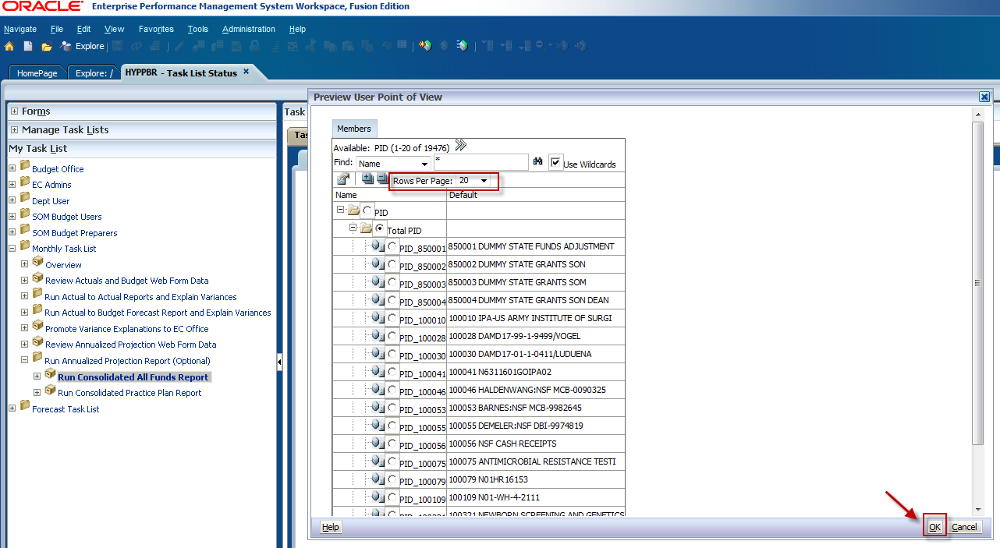 ORACLE® Enterprise Performance Management System Workspace, Fusion Edition
Navigate File Edit View Favorites Tools Administration Help
Explore
HomePage Explore: / HYPPBR - Task List Status
Forms
Manage Task Lists
My Task List
Budget Office
EC Admins
Dept User
SOM Budget Users
SOM Budget Preparers
Monthly Task List
Overview
Review Actuals and Budget Web Form Data
Run Actual to Actual Reports and Explain Variances
Run Actual to Budget Forecast Report and Explain Variances
Promote Variance Explanations to EC Office
Review Annualized Projection Web Form Data
Run Annualized Projection Report (Optional)
Run Consolidated All Funds Report
Run Consolidated Practice Plan Report
Forecast Task List
Task
Tas
Preview User Point of View
Members
Available: PID (1-20 of 19476)
Find: Name * Use Wildcards
Rows Per Page: 20
Name Default
PID
Total PID
PID_850001 850001 DUMMY STATE FUNDS ADJUSTMENT
PID_850002 850002 DUMMY STATE GRANTS SON
PID_850003 850003 DUMMY STATE GRANTS SOM
PID_850004 850004 DUMMY STATE GRANTS SON DEAN
PID_100010 100010 IPA-US ARMY INSTITUTE OF SURGI
PID_100028 100028 DAMD17-99-1-9499/VOGEL
PID_100030 100030 DAMD17-01-1-0411/LUDUENA
PID_100041 100041 N6311601GOIPA02
PID_100046 100046 HALDENWANG:NSF MCB-0090325
PID_100053 100053 BARNES:NSF MCB-9982645
PID_100055 100055 DEMELER:NSF DBI-9974819
PID_100056 100056 NSF CASH RECEIPTS
PID_100075 100075 ANTIMICROBIAL RESISTANCE TESTI
PID_100079 100079 N01HR16153
PID_100109 100109 N01-WH-4-2111
100321 NEWBORN SCREENING AND GENETICS
Help OK Cancel